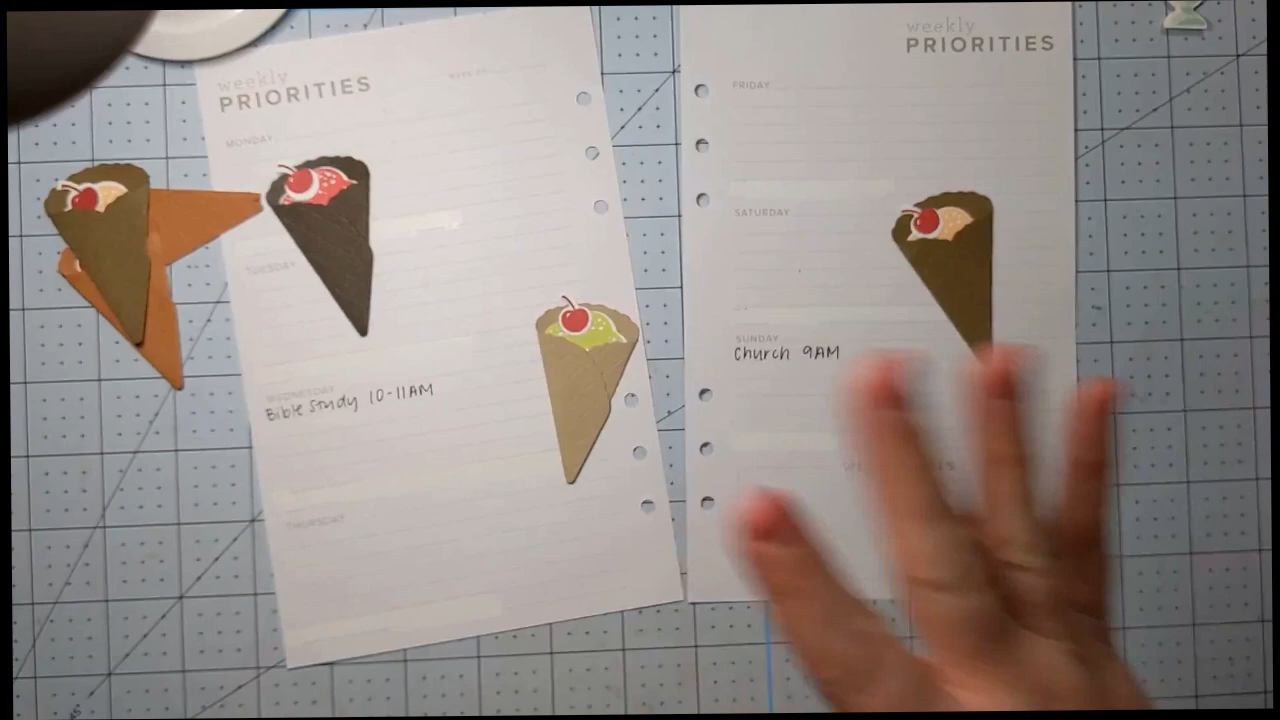 weekly
PRIORITIES
MONDAY
TUESDAY
WEDNESDAY
Bible Study 10-11AM
THURSDAY
weekly
PRIORITIES
FRIDAY
SATURDAY
SUNDAY
Church 9AM